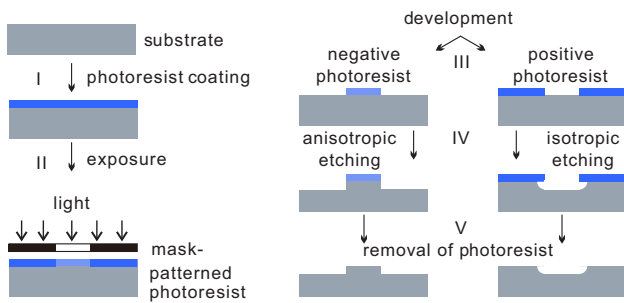 substrate
I
photoresist coating
II
exposure
light
mask-
patterned
photoresist
development
negative
photoresist
III
positive
photoresist
anisotropic
etching
IV
isotropic
etching
V
removal of photoresist